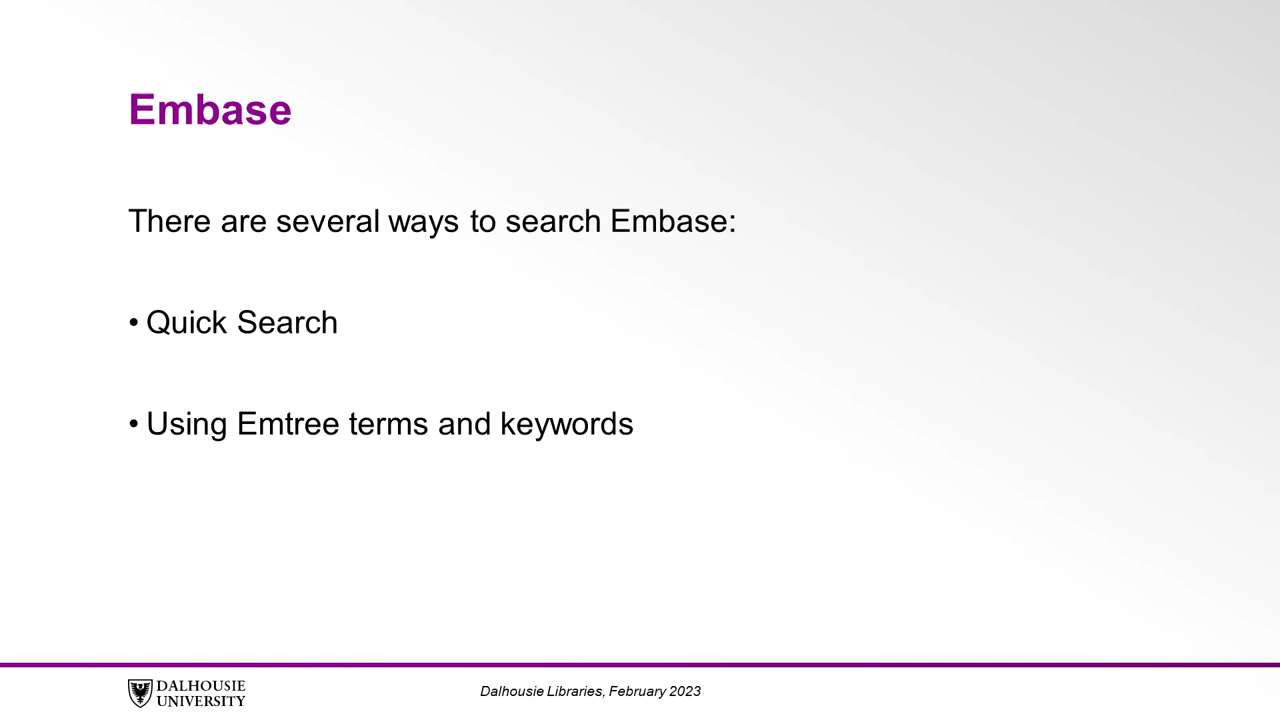 Embase
There are several ways to search Embase:
• Quick Search
• Using Emtree terms and keywords
DALHOUSIE
UNIVERSITY
Dalhousie Libraries, February 2023